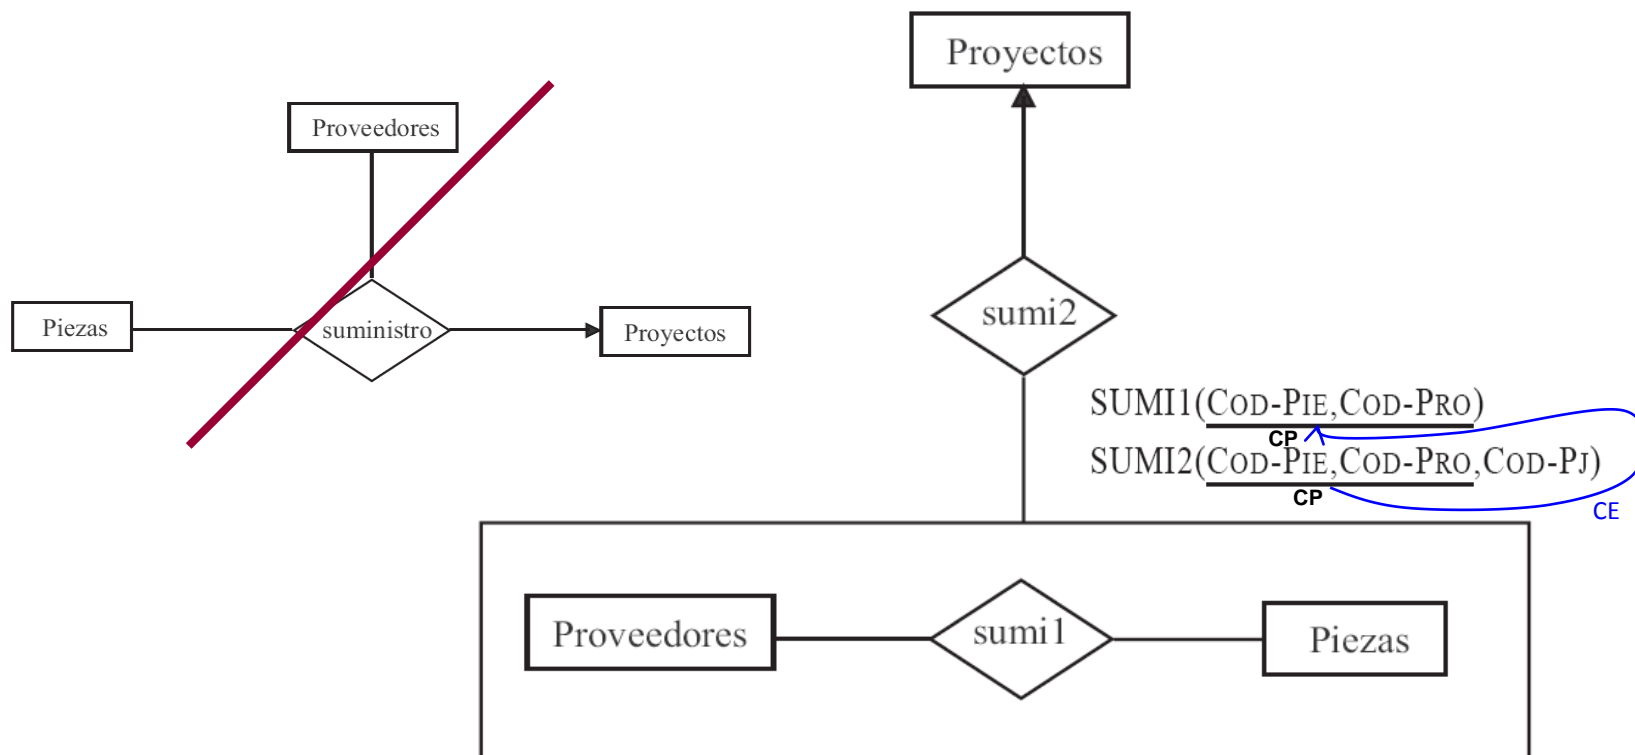 Proyectos
Proveedores
Piezas
suministro
Proyectos
sumi2
SUMI1(COD-PIE,COD-PRO)
CP
SUMI2(COD-PIE,COD-PRO,COD-PJ)
CP
CE
Proveedores
sumi1
Piezas